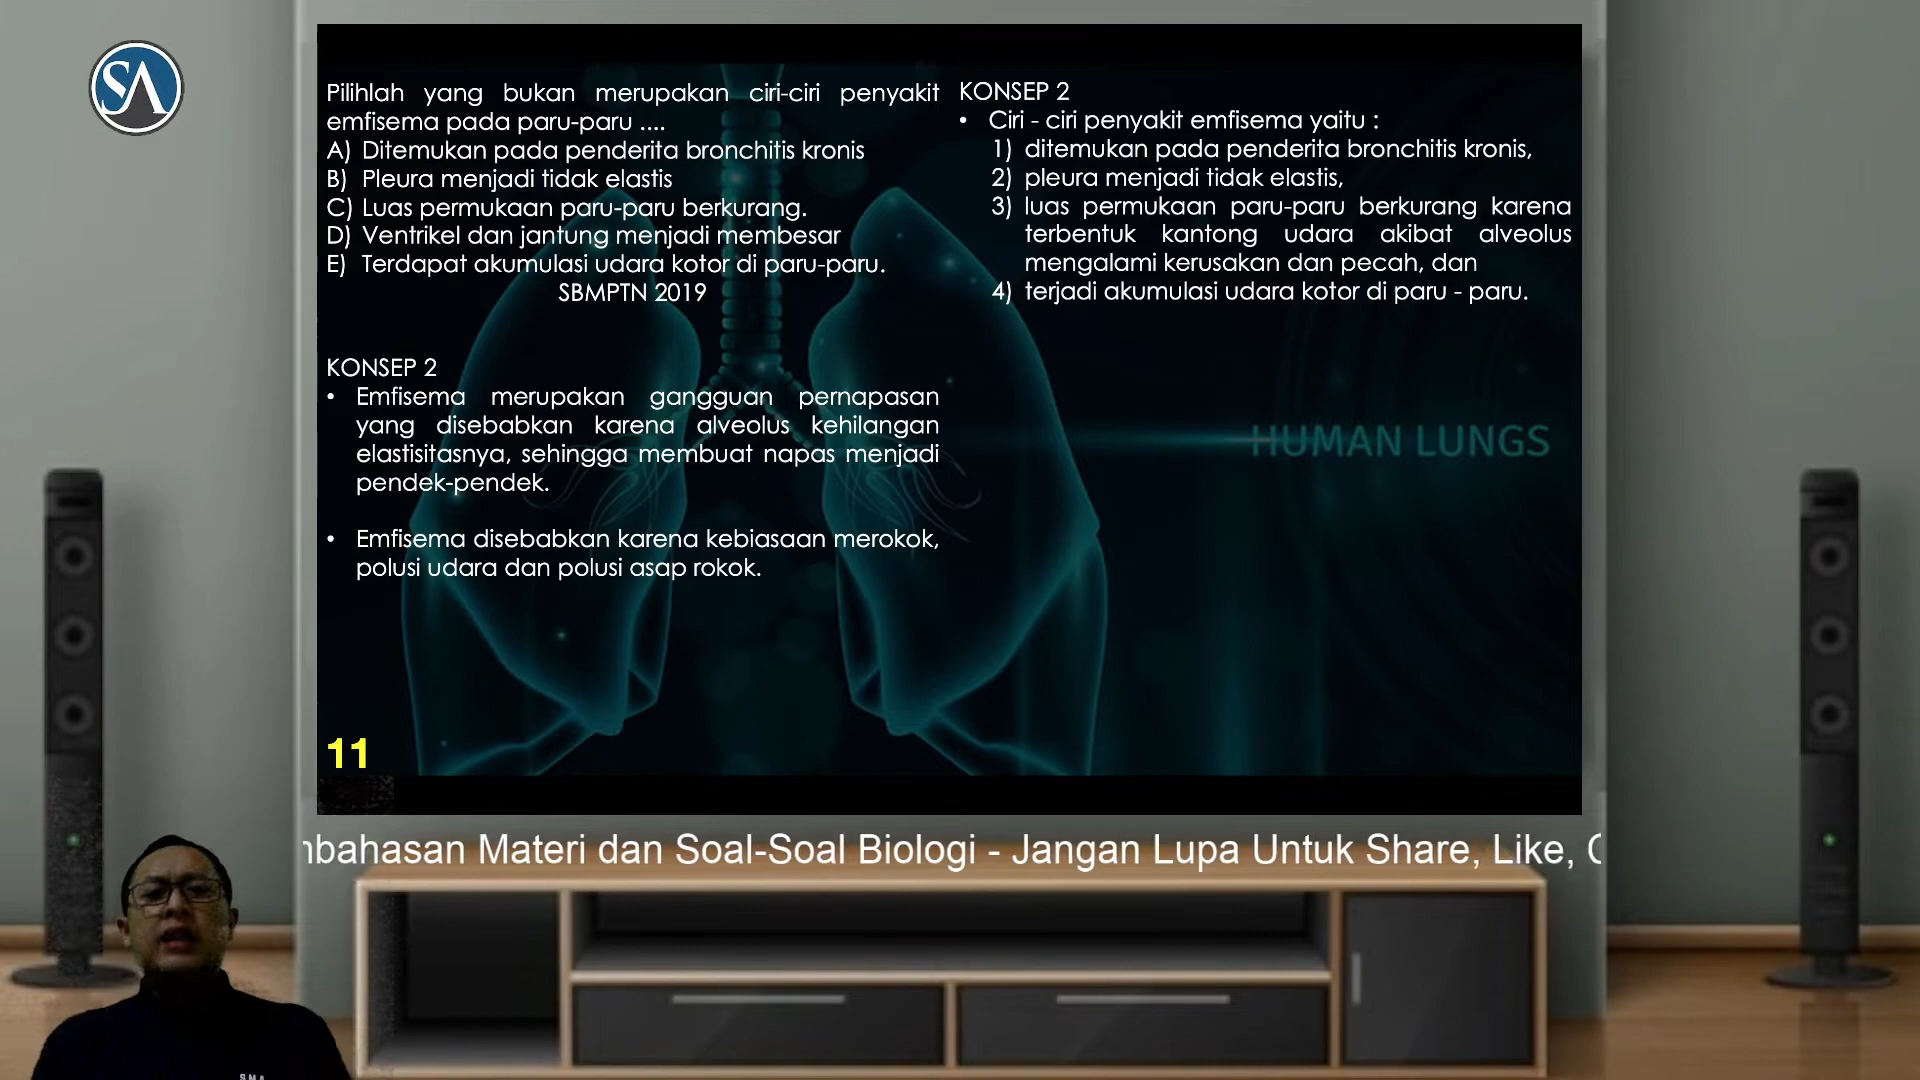 SA
Pilihlah yang bukan merupakan ciri-ciri penyakit
emfisema pada paru-paru ....
A) Ditemukan pada penderita bronchitis kronis
B) Pleura menjadi tidak elastis
C) Luas permukaan paru-paru berkurang.
D) Ventrikel dan jantung menjadi membesar
E) Terdapat akumulasi udara kotor di paru-paru.
SBMPTN 2019
KONSEP 2
• Emfisema merupakan gangguan pernapasan
yang disebabkan karena alveolus kehilangan
elastisitasnya, sehingga membuat napas menjadi
pendek-pendek.
• Emfisema disebabkan karena kebiasaan merokok,
polusi udara dan polusi asap rokok.
11
KONSEP 2
• Ciri - ciri penyakit emfisema yaitu :
1) ditemukan pada penderita bronchitis kronis,
2) pleura menjadi tidak elastis,
3) luas permukaan paru-paru berkurang karena
terbentuk kantong udara akibat alveolus
mengalami kerusakan dan pecah, dan
4) terjadi akumulasi udara kotor di paru - paru.
HUMAN LUNGS
mbahasan Materi dan Soal-Soal Biologi - Jangan Lupa Untuk Share, Like, C
SMA